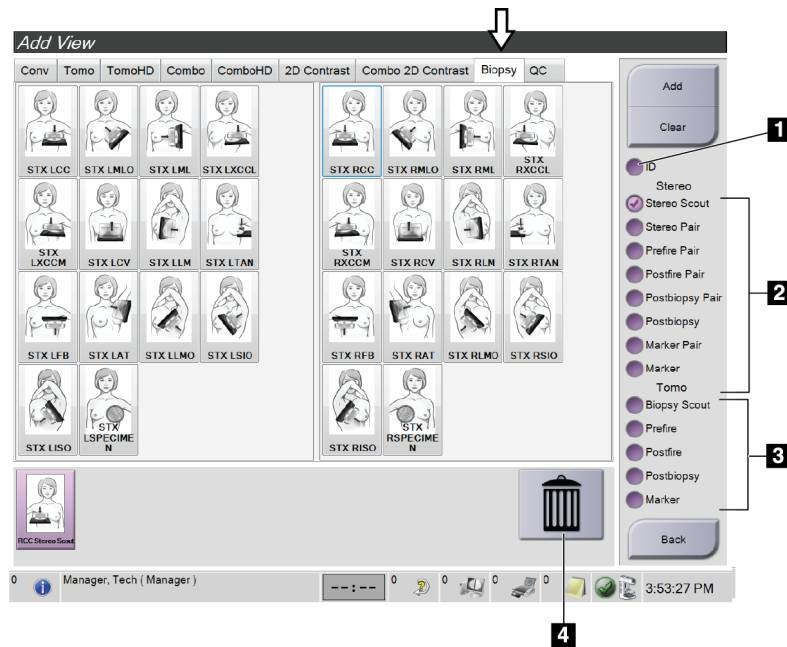 Add View
Conv Tomo TomoHD Combo ComboHD 2D Contrast Combo 2D Contrast Biopsy QC
STX LCC STX LMLO STX LML STX LXCCL
STX RCC STX RMLO STX RML STX
RXCCL
STX
LXCCM STX LCV STX LLM STX LTAN
STX
RXCCM STX RCV STX RLM STX RTAN
STX LFB STX LAT STX LLMO STX LSIO
STX RFB STX RAT STX RLMO STX RSIO
STX LISO STX
LSPECIME
N
STX RISO STX
RSPECIME
N
Add
Clear
1
ID
Stereo
Stereo Scout
Stereo Pair
Prefire Pair
Postfire Pair
Postbiopsy Pair
2
Postbiopsy
Marker Pair
Marker
Tomo
Biopsy Scout
Prefire
Postfire
3
Postbiopsy
Marker
Back
RCC Stereo Scout
0 Manager, Tech ( Manager ) --:-- 0 0 0 0 3:53:27 PM
4